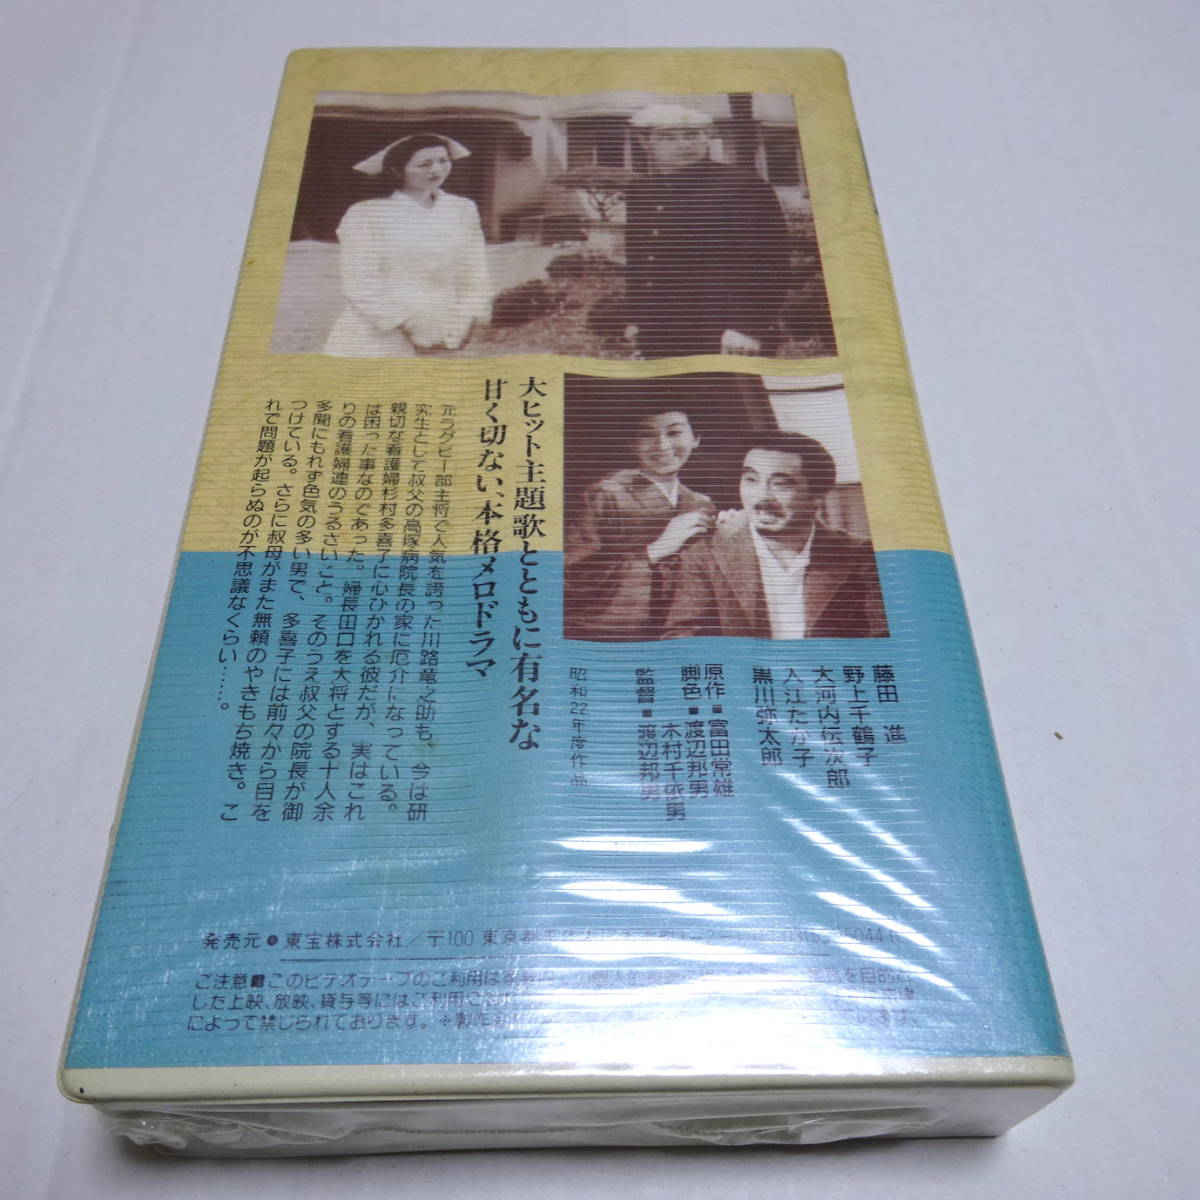 藤田　進
野上千鶴子
大河内伝次郎
入江たか子
黒川弥太郎
原作■富田常雄
脚色■渡辺邦男
木村千依男
監督■渡辺邦男
昭和22年度作品
大ヒット主題歌とともに有名な
甘く切ない、本格メロドラマ
元ラグビー部主将で人気を誇った川路竜之助も、今は研
究生として叔父の高塚病院長の家に厄介になっている。
親切な看護婦杉村多喜子に心ひかれる彼だが、実はこれ
は困った事なのであった。婦長田口を大将とする十人余
りの看護婦連のうるさいこと。そのうえ叔父の院長が御
多聞にもれず色気の多い男で、多喜子には前々から目を
つけている。さらに叔母がまた無類のやきもち焼き。こ
れで問題が起らぬのが不思議なくらい……。
発売元●東宝株式会社／〒100 東京都
ご注意■このビデオテープのご利用は
した上映、放映、貸与等にはご利用
によって禁じられております。